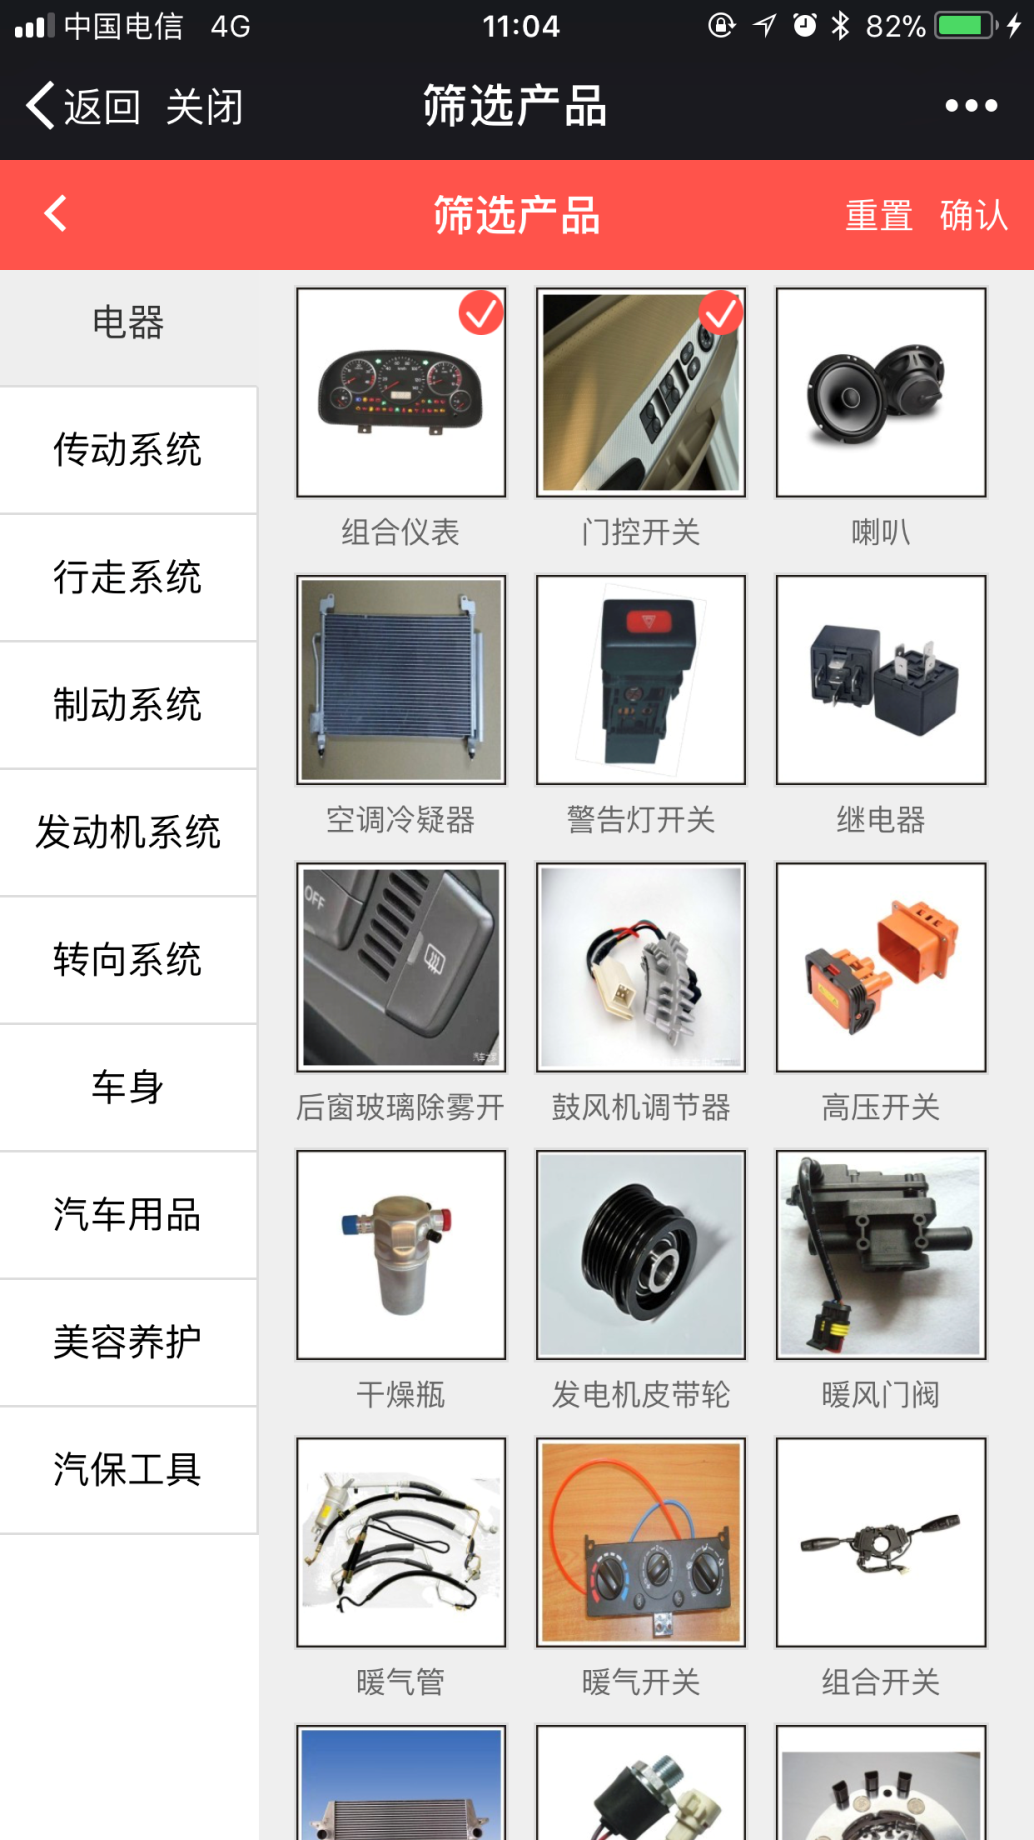 中国电信 4G 11:04 82%
返回 关闭 筛选产品
筛选产品 重置 确认
电器
传动系统
行走系统
制动系统
发动机系统
转向系统
车身
汽车用品
美容养护
汽保工具
组合仪表 门控开关 喇叭
空调冷疑器 警告灯开关 继电器
OFF
后窗玻璃除雾开 鼓风机调节器 高压开关
干燥瓶 发电机皮带轮 暖风门阀
暖气管 暖气开关 组合开关